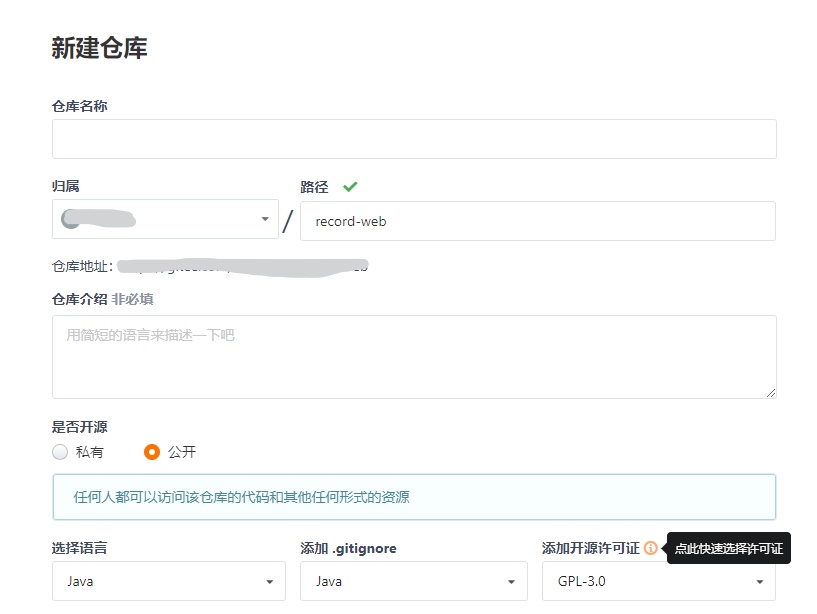 新建仓库
仓库名称
归属
路径
/
record-web
仓库地址：
仓库介绍 非必填
用简短的语言来描述一下吧
是否开源
私有
公开
任何人都可以访问该仓库的代码和其他任何形式的资源
选择语言
添加 .gitignore
添加开源许可证
点此快速选择许可证
Java
Java
GPL-3.0